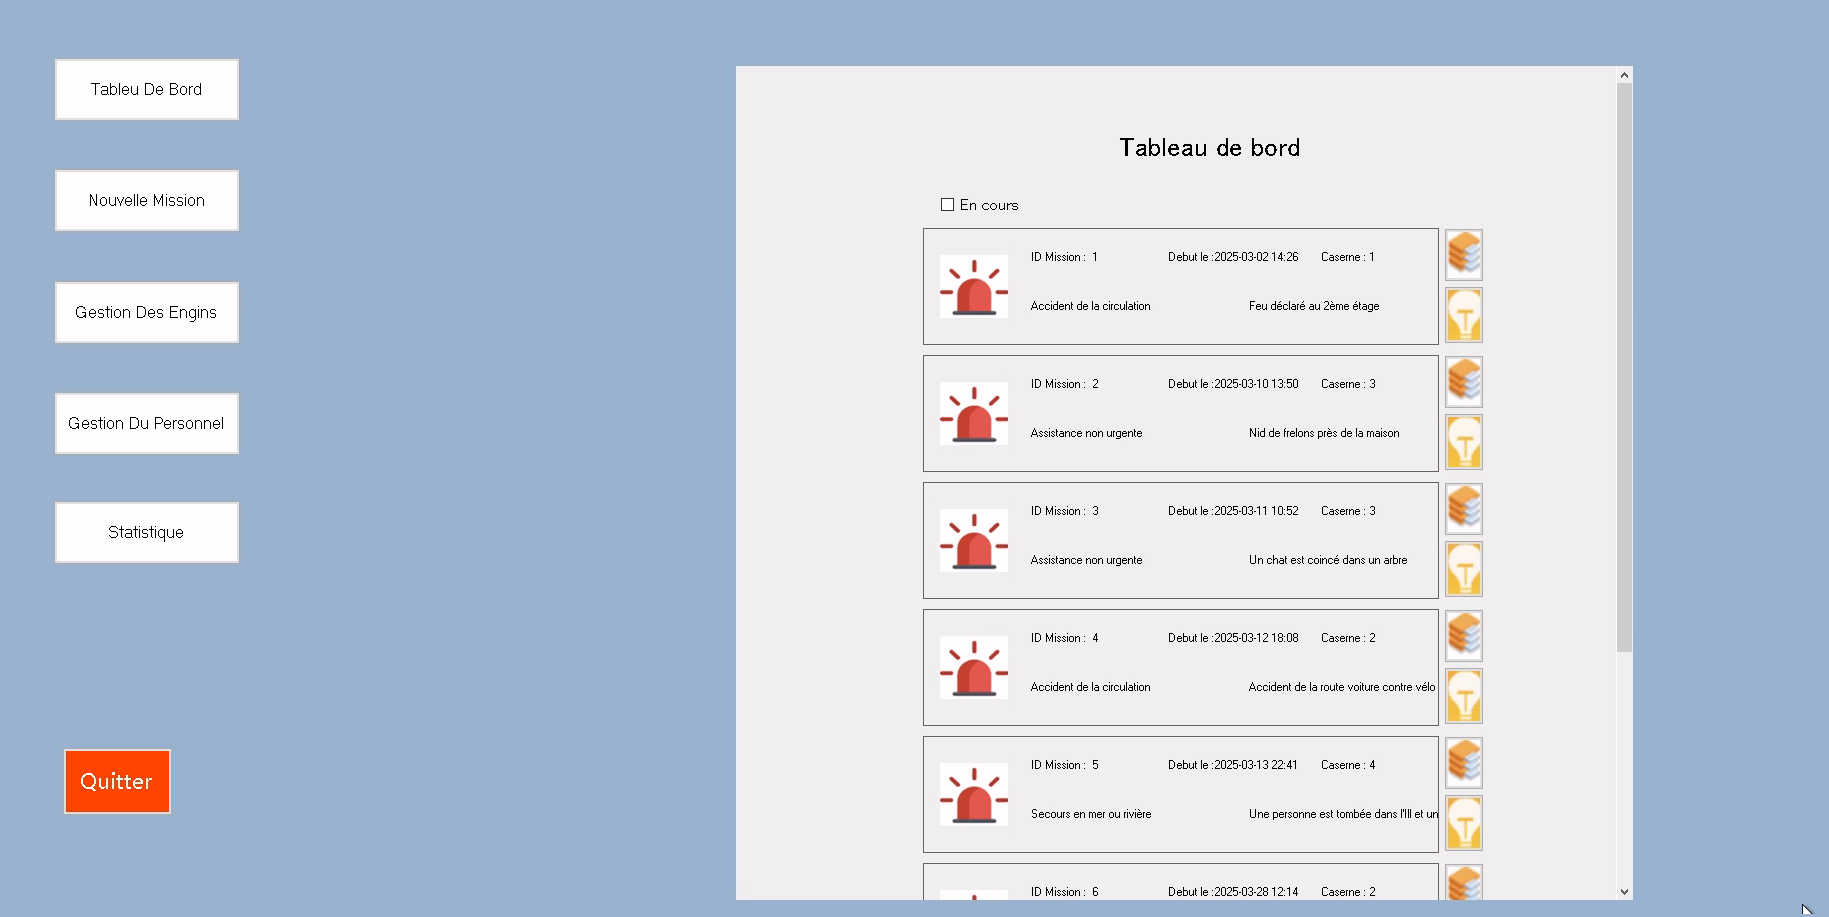 Tableu De Bord
Nouvelle Mission
Gestion Des Engins
Gestion Du Personnel
Statistique
Quitter
Tableau de bord
En cours
ID Mission : 1 Debut le :2025-03-02 14:26 Caserne : 1
Accident de la circulation Feu déclaré au 2ème étage
ID Mission : 2 Debut le :2025-03-10 13:50 Caserne : 3
Assistance non urgente Nid de frelons près de la maison
ID Mission : 3 Debut le :2025-03-11 10:52 Caserne : 3
Assistance non urgente Un chat est coincé dans un arbre
ID Mission : 4 Debut le :2025-03-12 18:08 Caserne : 2
Accident de la circulation Accident de la route voiture contre vélo
ID Mission : 5 Debut le :2025-03-13 22:41 Caserne : 4
Secours en mer ou rivière Une personne est tombée dans l'Ill et un
ID Mission : 6 Debut le :2025-03-28 12:14 Caserne : 2